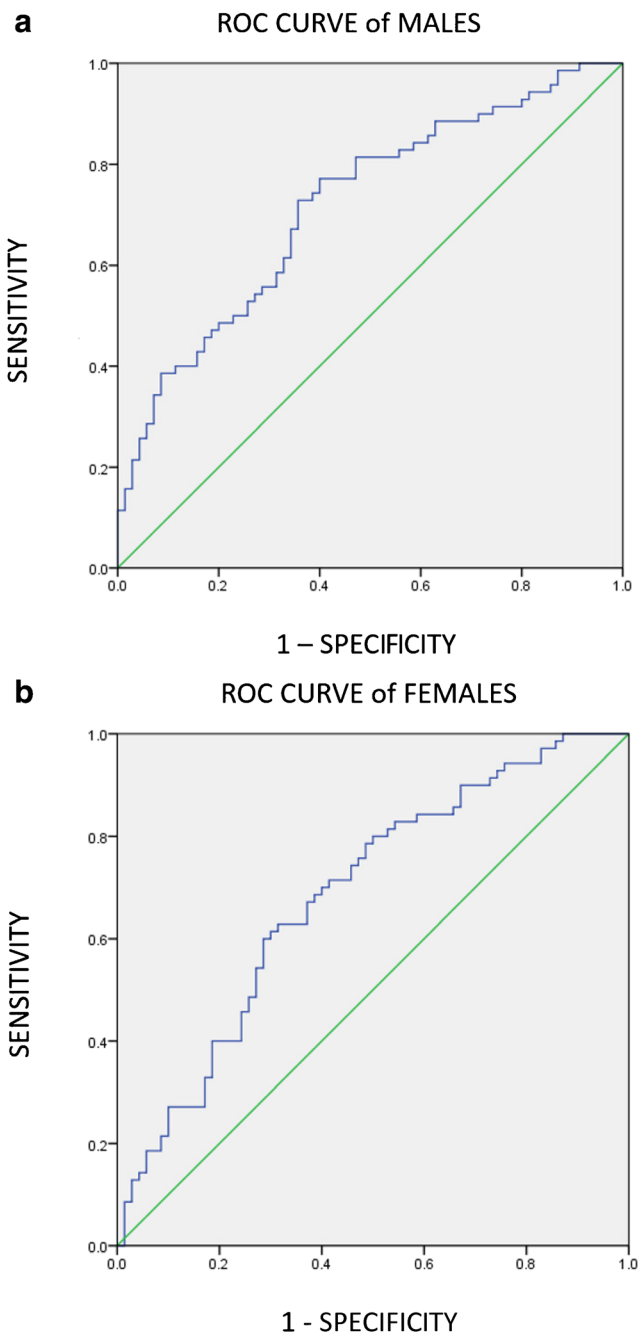 a
ROC CURVE of MALES
1.0
0.8
0.6
0.4
0.2
0.0
SENSITIVITY
0.0 0.2 0.4 0.6 0.8 1.0
1 – SPECIFICITY
b
ROC CURVE of FEMALES
1.0
0.8
0.6
0.4
0.2
0.0
SENSITIVITY
0.0 0.2 0.4 0.6 0.8 1.0
1 - SPECIFICITY